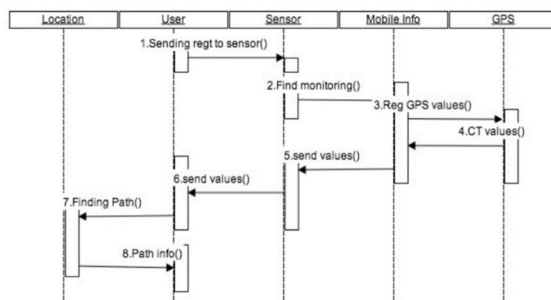 Location
User
Sensor
Mobile Info
GPS
1.Sending regt to sensor()
2.Find monitoring()
3.Reg GPS values()
4.CT values()
5.send values()
6.send values()
7.Finding Path()
8.Path info()